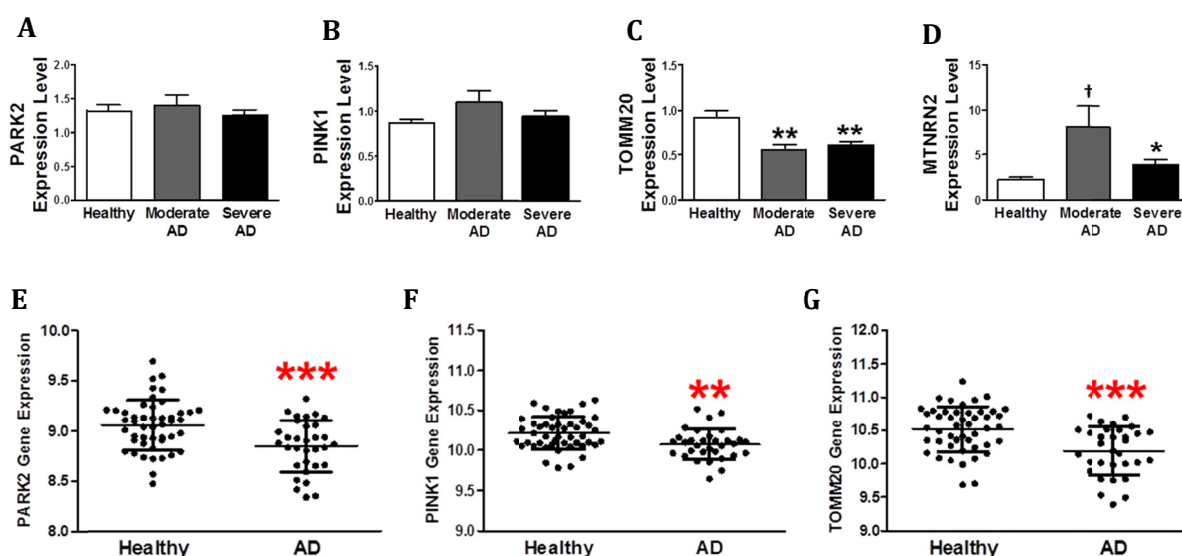 A
PARK2
Expression Level
2.0
1.5
1.0
0.5
0.0
Healthy Moderate Severe
AD AD
B
PINK1
Expression Level
1.5
1.0
0.5
0.0
Healthy Moderate Severe
AD AD
C
TOMM20
Expression Level
1.5
1.0
0.5
0.0
** **
Healthy Moderate Severe
AD AD
D
MTNRN2
Expression Level
15
10
5
0
† *
Healthy Moderate Severe
AD AD
E
PARK2 Gene Expression
10.0
9.5
9.0
8.5
8.0
***
Healthy AD
F
PINK1 Gene Expression
11.5
11.0
10.5
10.0
9.5
9.0
**
Healthy AD
G
TOMM20 Gene Expression
12.0
11.5
11.0
10.5
10.0
9.5
9.0
***
Healthy AD